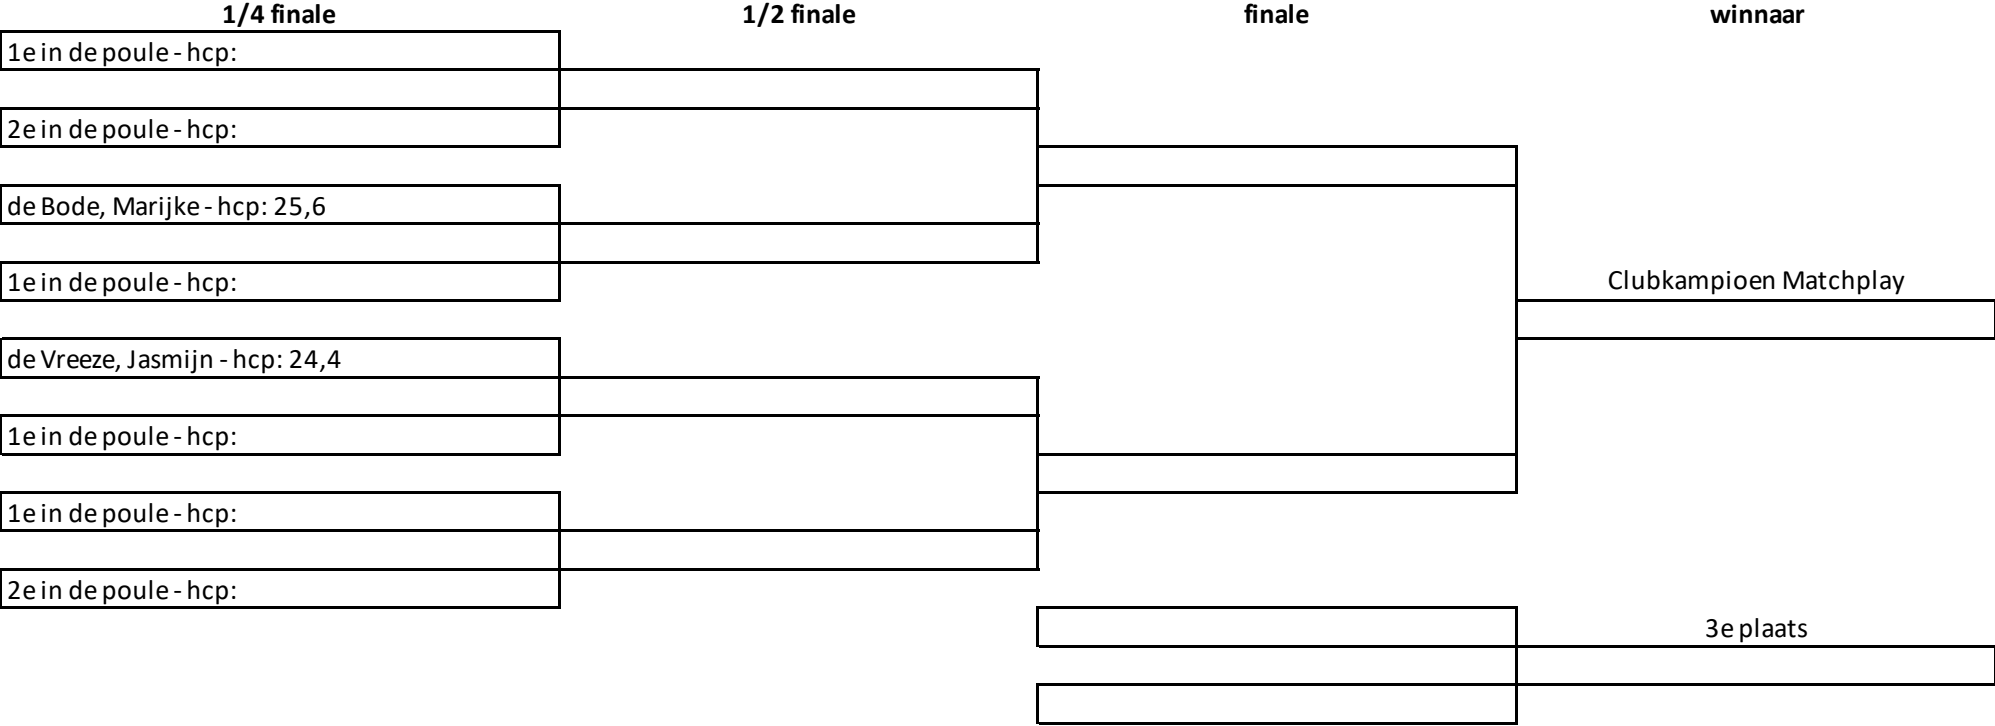 1/4 finale 1/2 finale finale winnaar
1e in de poule - hcp:
2e in de poule - hcp:
de Bode, Marijke - hcp: 25,6
1e in de poule - hcp:
Clubkampioen Matchplay
de Vreeze, Jasmijn - hcp: 24,4
1e in de poule - hcp:
1e in de poule - hcp:
2e in de poule - hcp:
3e plaats